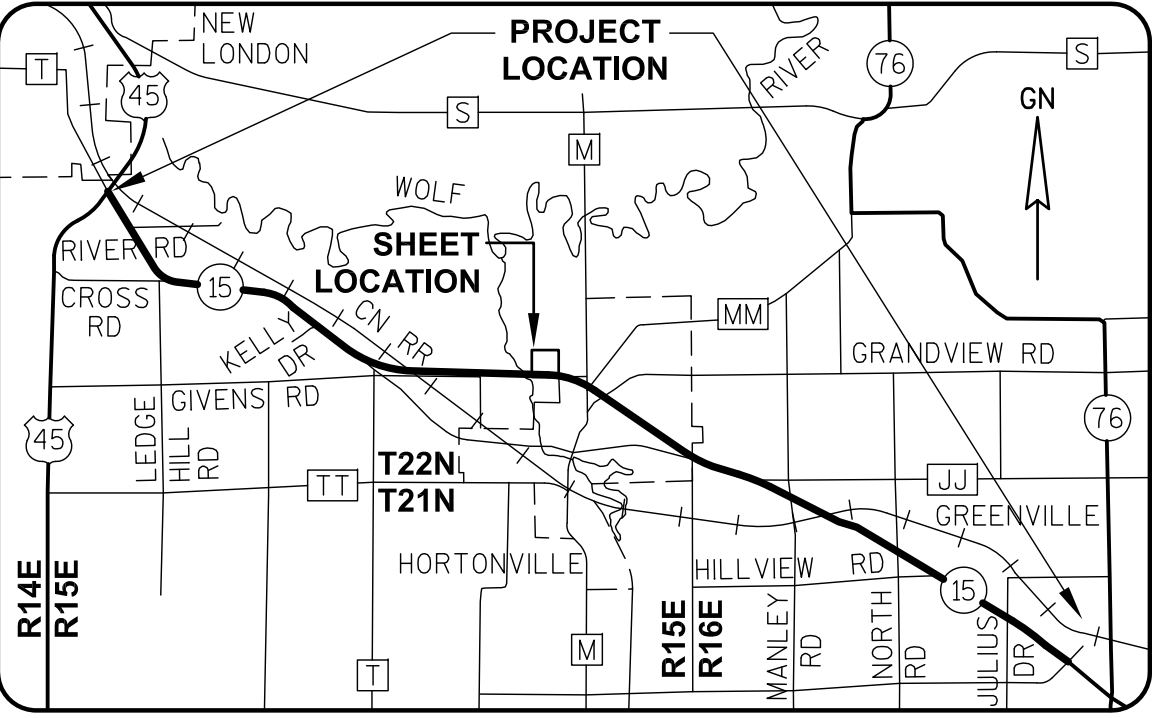 NEW
LONDON
PROJECT
LOCATION
RIVER
76
S
T
45
S
GN
M
WOLF
SHEET
LOCATION
RIVER RD
15
CROSS
RD
KELLY
DR
CN RR
MM
GRANDVIEW RD
GIVENS RD
LEDGE
HILL
RD
45
76
T22N
T21N
TT
JJ
GREENVILLE
HORTONVILLE
HILLVIEW RD
R14E
R15E
R15E
R16E
MANLEY
RD
NORTH
RD
15
JULIUS
DR
M
T